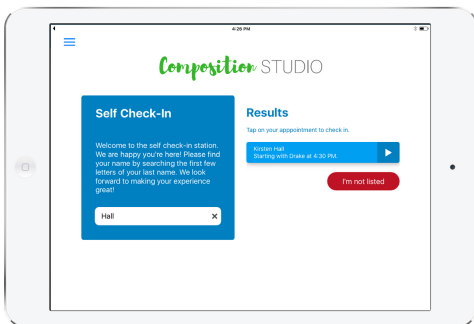 4:26 PM
Composition STUDIO
Self Check-In
Welcome to the self check-in station.
We are happy you're here! Please find
your name by searching the first few
letters of your last name. We look
forward to making your experience
great!
Hall
Results
Tap on your apppointment to check in.
Kirsten Hall
Starting with Drake at 4:30 PM.
I'm not listed